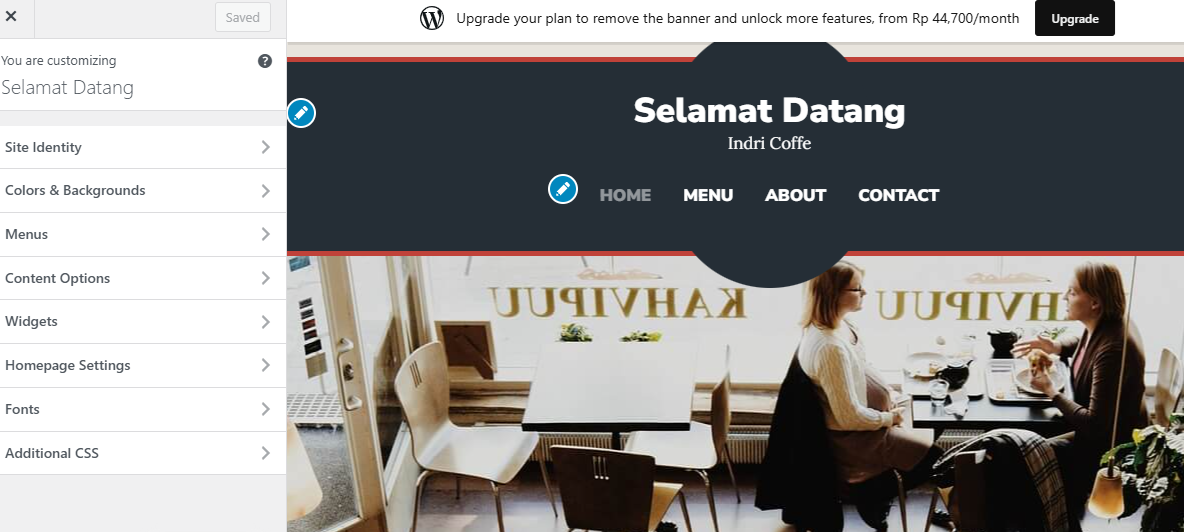 Saved
You are customizing
Selamat Datang
Site Identity
Colors & Backgrounds
Menus
Content Options
Widgets
Homepage Settings
Fonts
Additional CSS
Upgrade your plan to remove the banner and unlock more features, from Rp 44,700/month
Upgrade
Selamat Datang
Indri Coffe
HOME MENU ABOUT CONTACT
KAHVIPUU KAHVIPUU